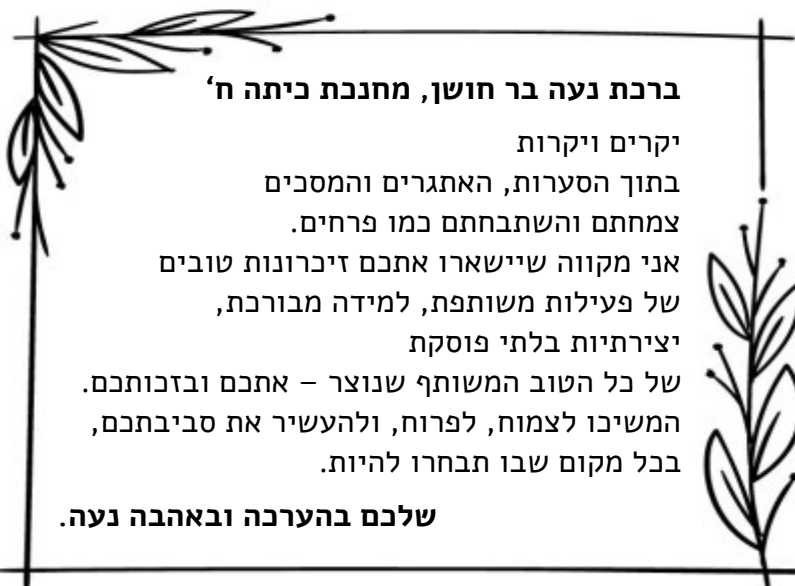 ברכת נעה בר חושן, מחנכת כיתה ח'
יקרים ויקרות
בתוך הסערות, האתגרים והמסכים
צמחתם והשתבחתם כמו פרחים.
אני מקווה שיישארו אתכם זיכרונות טובים
של פעילות משותפת, למידה מבורכת,
יצירתיות בלתי פוסקת
של כל הטוב המשותף שנוצר – אתכם ובזכותכם.
המשיכו לצמוח, לפרוח, ולהעשיר את סביבתכם,
בכל מקום שבו תבחרו להיות.
שלכם בהערכה ובאהבה נעה.